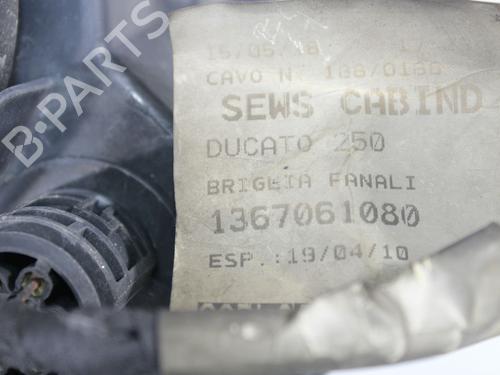 B-PARTS
CAVO N.
SEWS CABIND
DUCATO 250
BRIGLIA FANALI
1367061080
ESP.:19/04/10